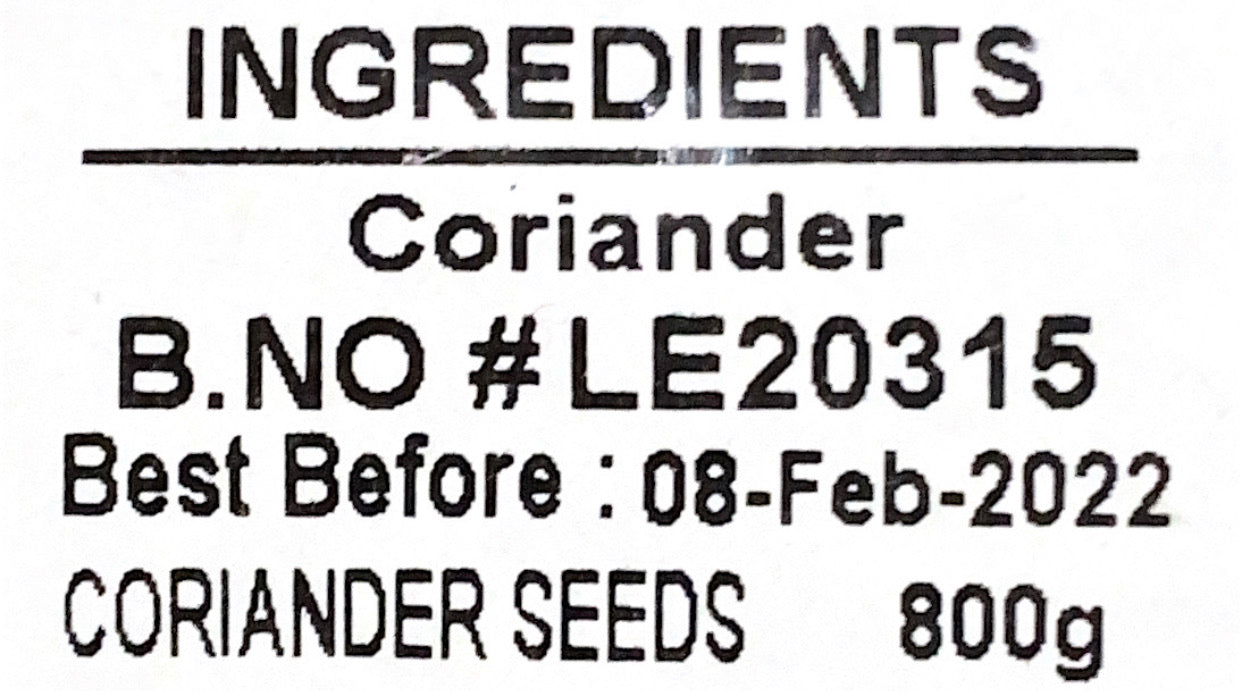 INGREDIENTS
Coriander
B.NO #LE20315
Best Before : 08-Feb-2022
CORIANDER SEEDS 800g